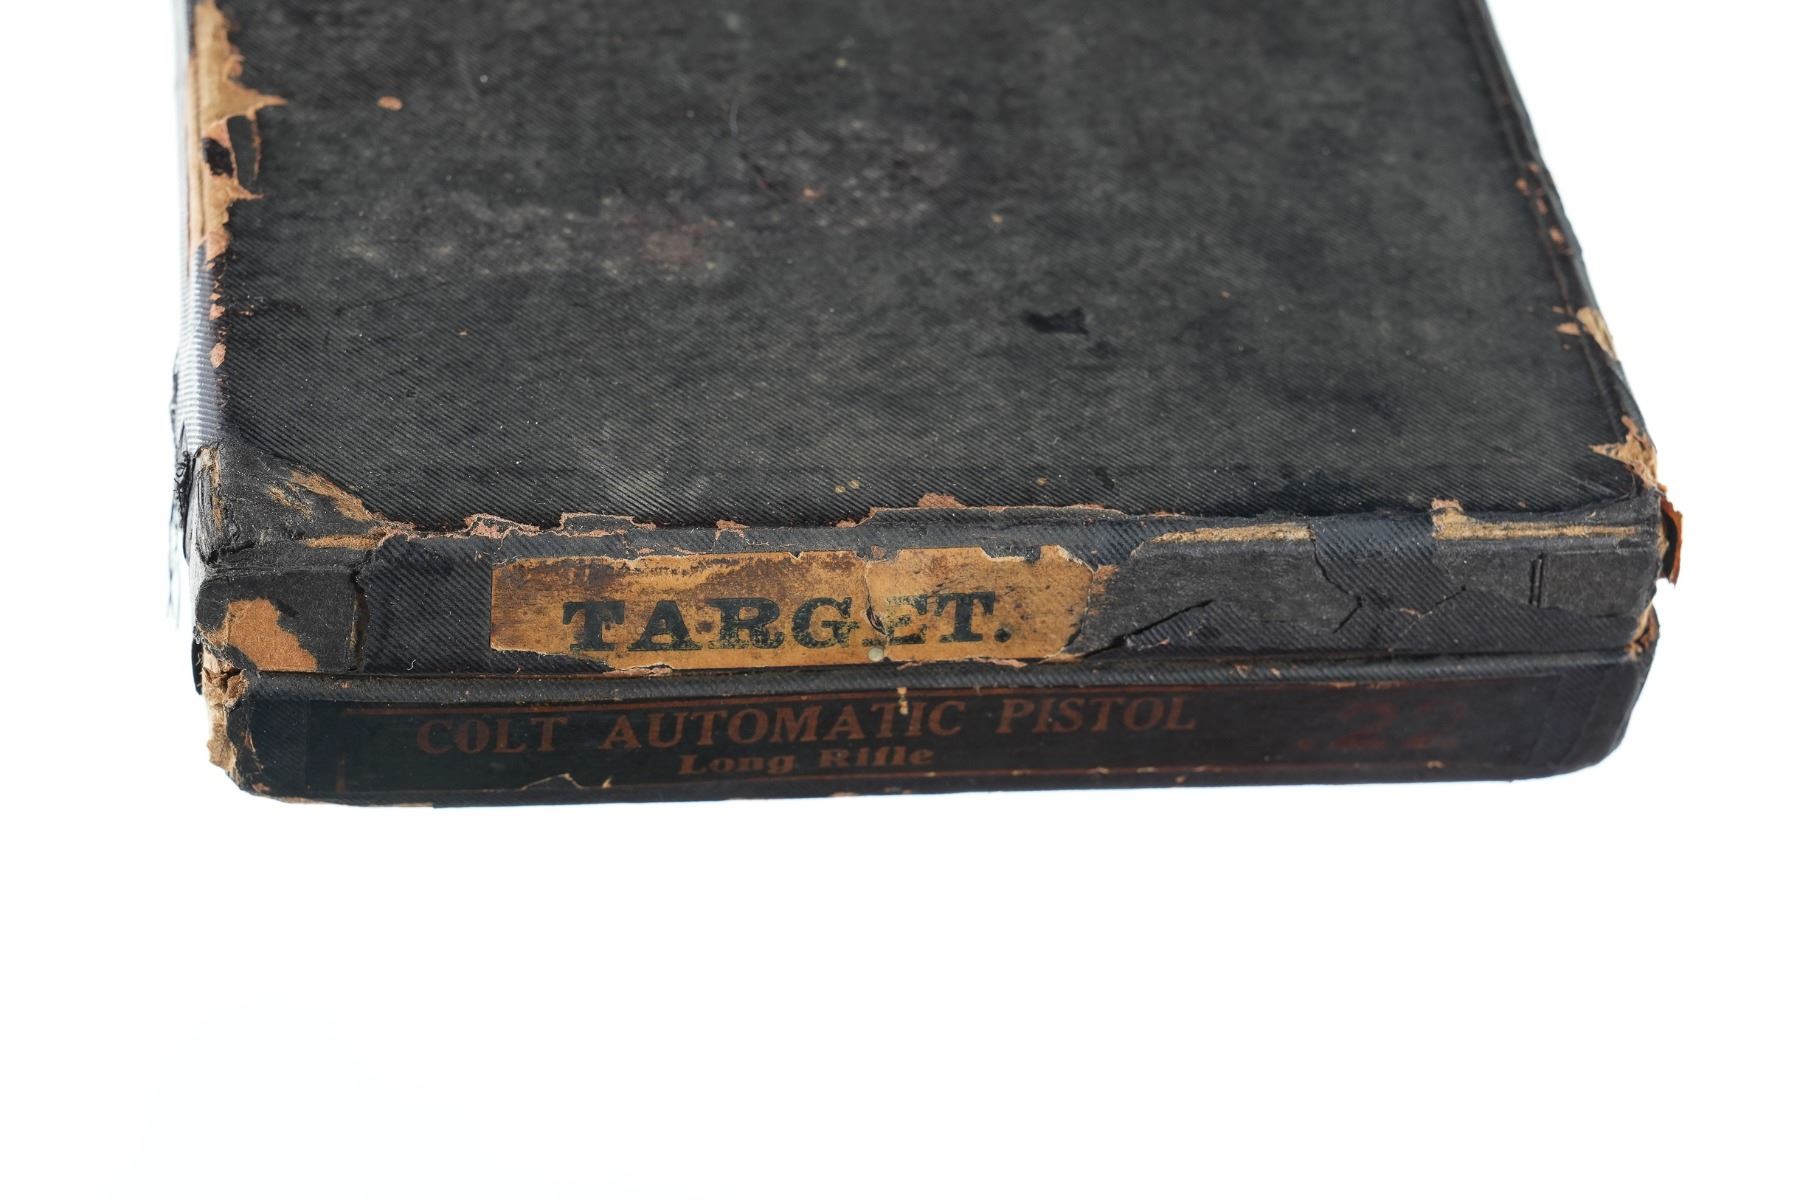 TARGET.
COLT AUTOMATIC PISTOL .22
Long Rifle